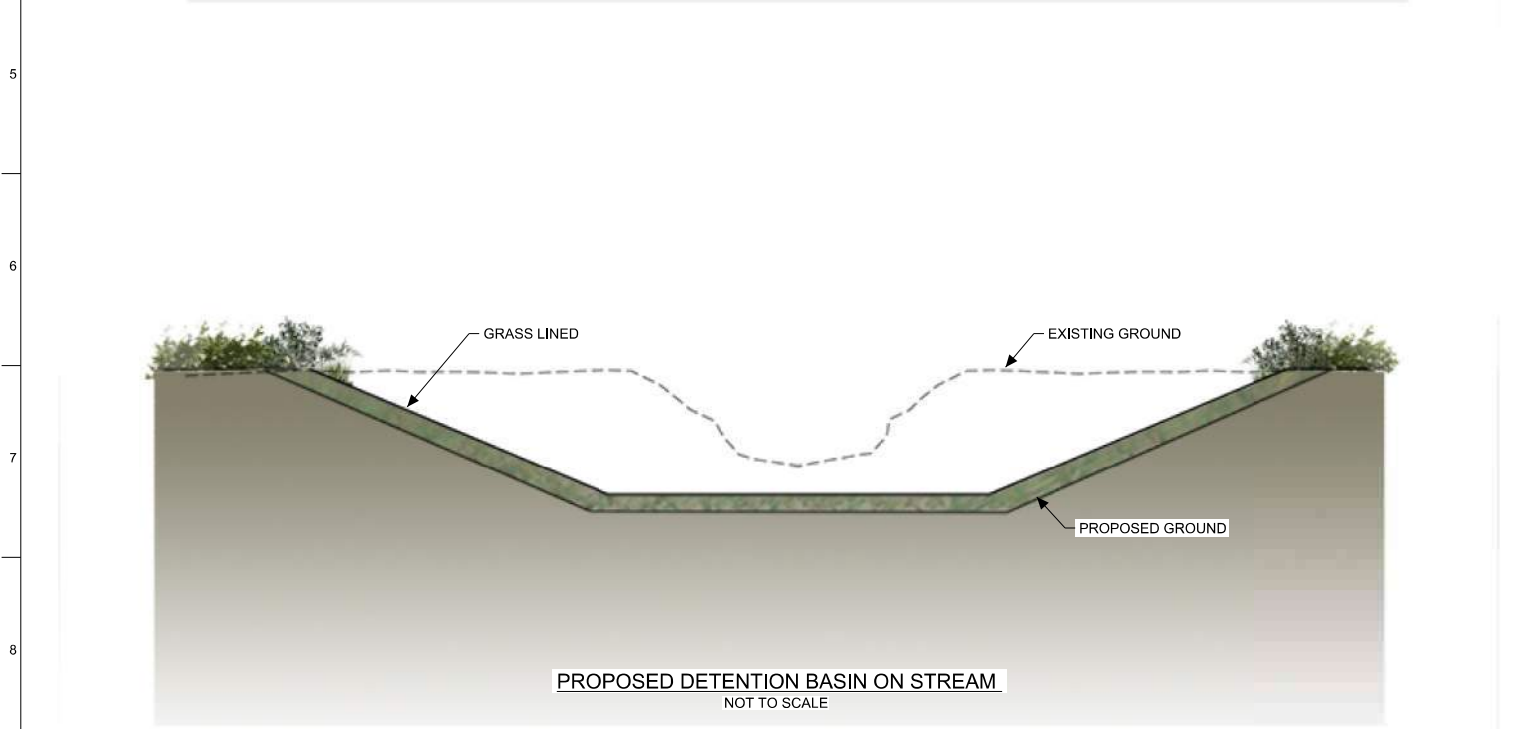 5
6
GRASS LINED
EXISTING GROUND
7
PROPOSED GROUND
8
PROPOSED DETENTION BASIN ON STREAM
NOT TO SCALE